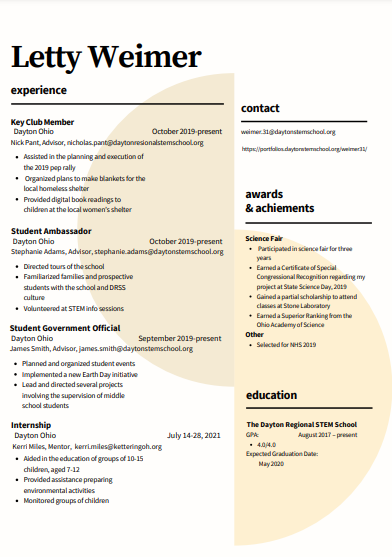 Letty Weimer
experience
Key Club Member
Dayton Ohio October 2019-present
Nick Pant, Advisor, nicholas.pant@daytonresionalstemschool.org
• Assisted in the planning and execution of
the 2019 pep rally
• Organized plans to make blankets for the
local homeless shelter
• Provided digital book readings to
children at the local women's shelter
Student Ambassador
Dayton Ohio October 2019-present
Stephanie Adams, Advisor, stephanie.adams@daytonstemschool.org
• Directed tours of the school
• Familiarized families and prospective
students with the school and DRSS
culture
• Volunteered at STEM info sessions
Student Government Official
Dayton Ohio September 2019-present
James Smith, Advisor, james.smith@daytonstemschool.org
• Planned and organized student events
• Implemented a new Earth Day initiative
• Lead and directed several projects
involving the supervision of middle
school students
Internship
Dayton Ohio July 14-28, 2021
Kerri Miles, Mentor, kerri.miles@ketteringoh.org
• Aided in the education of groups of 10-15
children, aged 7-12
• Provided assistance preparing
environmental activities
• Monitored groups of children
contact
weimer.31@daytonstemschool.org
https://portfolios.daytonstemschool.org/weimer31/
awards
& achiements
Science Fair
• Participated in science fair for three
years
• Earned a Certificate of Special
Congressional Recognition regarding my
project at State Science Day, 2019
• Gained a partial scholarship to attend
classes at Stone Laboratory
• Earned a Superior Ranking from the
Ohio Academy of Science
Other
• Selected for NHS 2019
education
The Dayton Regional STEM School
GPA: August 2017 – present
• 4.0/4.0
Expected Graduation Date:
May 2020